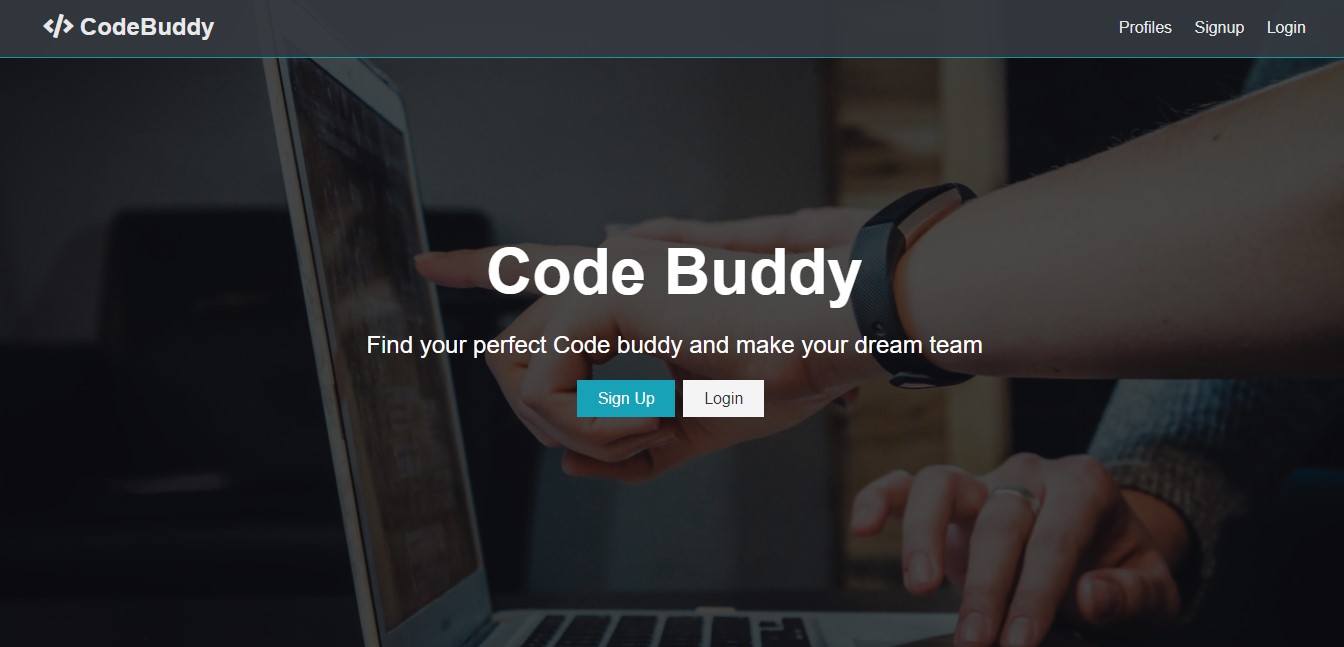 </> CodeBuddy
Profiles Signup Login
Code Buddy
Find your perfect Code buddy and make your dream team
Sign Up Login